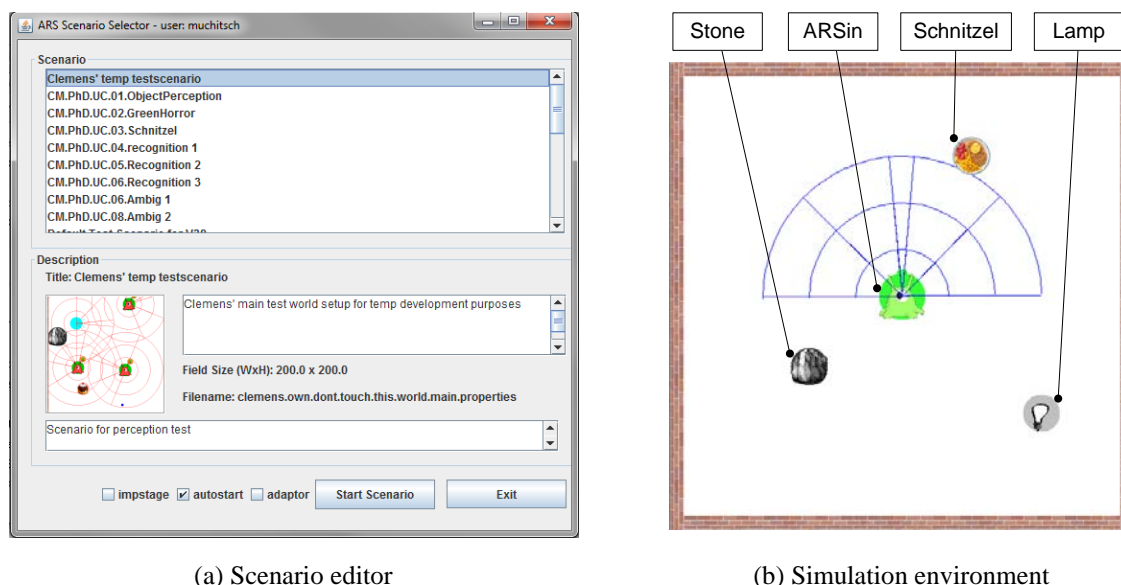 ARS Scenario Selector - user: muchitsch
Scenario
Clemens' temp testscenario
CM.PhD.UC.01.ObjectPerception
CM.PhD.UC.02.GreenHorror
CM.PhD.UC.03.Schnitzel
CM.PhD.UC.04.recognition 1
CM.PhD.UC.05.Recognition 2
CM.PhD.UC.06.Recognition 3
CM.PhD.UC.06.Ambig 1
CM.PhD.UC.08.Ambig 2
Default Test Scenario for V38
Description
Title: Clemens' temp testscenario
Clemens' main test world setup for temp development purposes
Field Size (WxH): 200.0 x 200.0
Filename: clemens.own.dont.touch.this.world.main.properties
Scenario for perception test
impstage autostart adaptor Start Scenario Exit
(a) Scenario editor
Stone ARSin Schnitzel Lamp
(b) Simulation environment